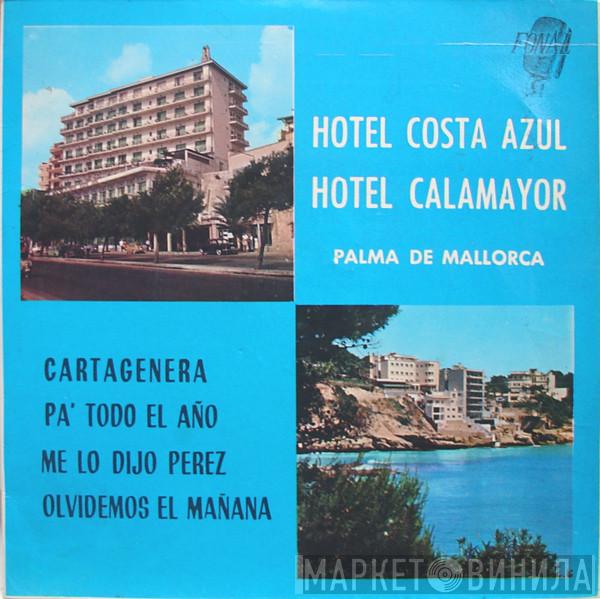 FONAL
HOTEL COSTA AZUL
HOTEL CALAMAYOR
PALMA DE MALLORCA
CARTAGENERA
PA' TODO EL AÑO
ME LO DIJO PEREZ
OLVIDEMOS EL MAÑANA
МАРКЕТ ВИНИЛА